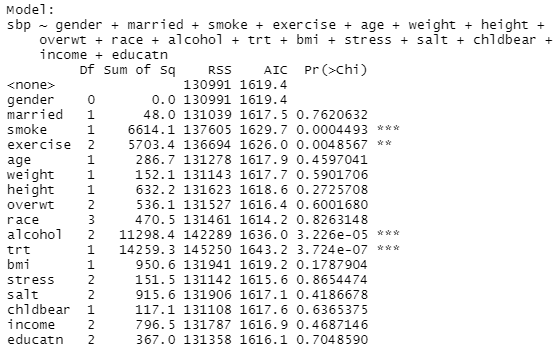 Model:
sbp ~ gender + married + smoke + exercise + age + weight + height +
    overwt + race + alcohol + trt + bmi + stress + salt + chldbear +
    income + educatn
         Df Sum of Sq    RSS    AIC  Pr(>Chi)
<none>                130991 1619.4
gender    0       0.0 130991 1619.4
married   1      48.0 131039 1617.5 0.7620632
smoke     1    6614.1 137605 1629.7 0.0004493 ***
exercise  2    5703.4 136694 1626.0 0.0048567 **
age       1     286.7 131278 1617.9 0.4597041
weight    1     152.1 131143 1617.7 0.5901706
height    1     632.2 131623 1618.6 0.2725708
overwt    2     536.1 131527 1616.4 0.6001680
race      3     470.5 131461 1614.2 0.8263148
alcohol   2   11298.4 142289 1636.0 3.226e-05 ***
trt       1   14259.3 145250 1643.2 3.724e-07 ***
bmi       1     950.6 131941 1619.2 0.1787904
stress    2     151.5 131142 1615.6 0.8654474
salt      2     915.6 131906 1617.1 0.4186678
chldbear  1     117.1 131108 1617.6 0.6365375
income    2     796.5 131787 1616.9 0.4687146
educatn   2     367.0 131358 1616.1 0.7048590